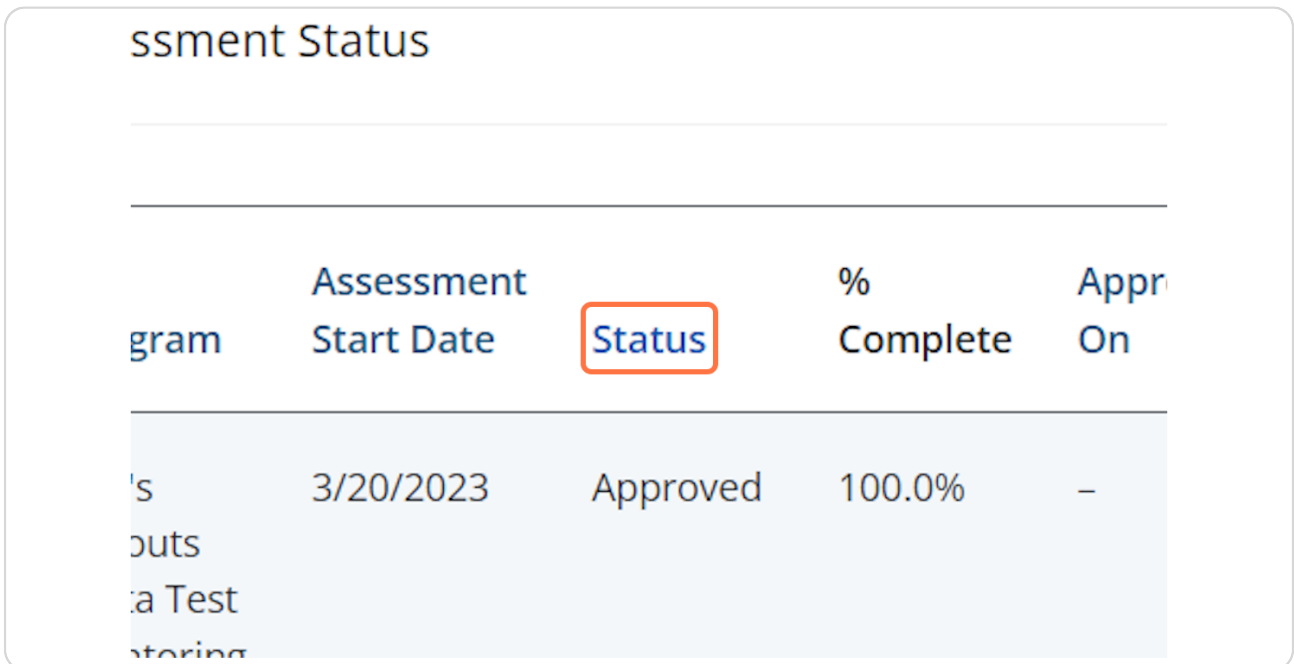 ssment Status
Assessment % Appr
gram Start Date Status Complete On
's 3/20/2023 Approved 100.0% –
outs
ta Test
ntoring